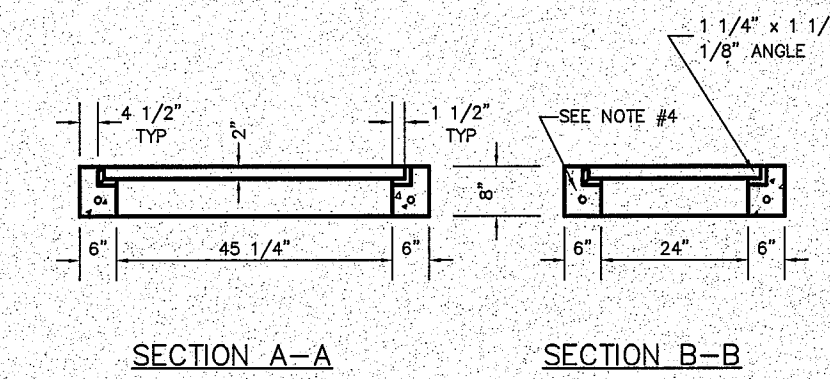 1 1/4" x 1 1/
1/8" ANGLE
4 1/2"
TYP
2"
1 1/2"
TYP
SEE NOTE #4
8"
6"
45 1/4"
6"
6"
24"
6"
SECTION A-A
SECTION B-B